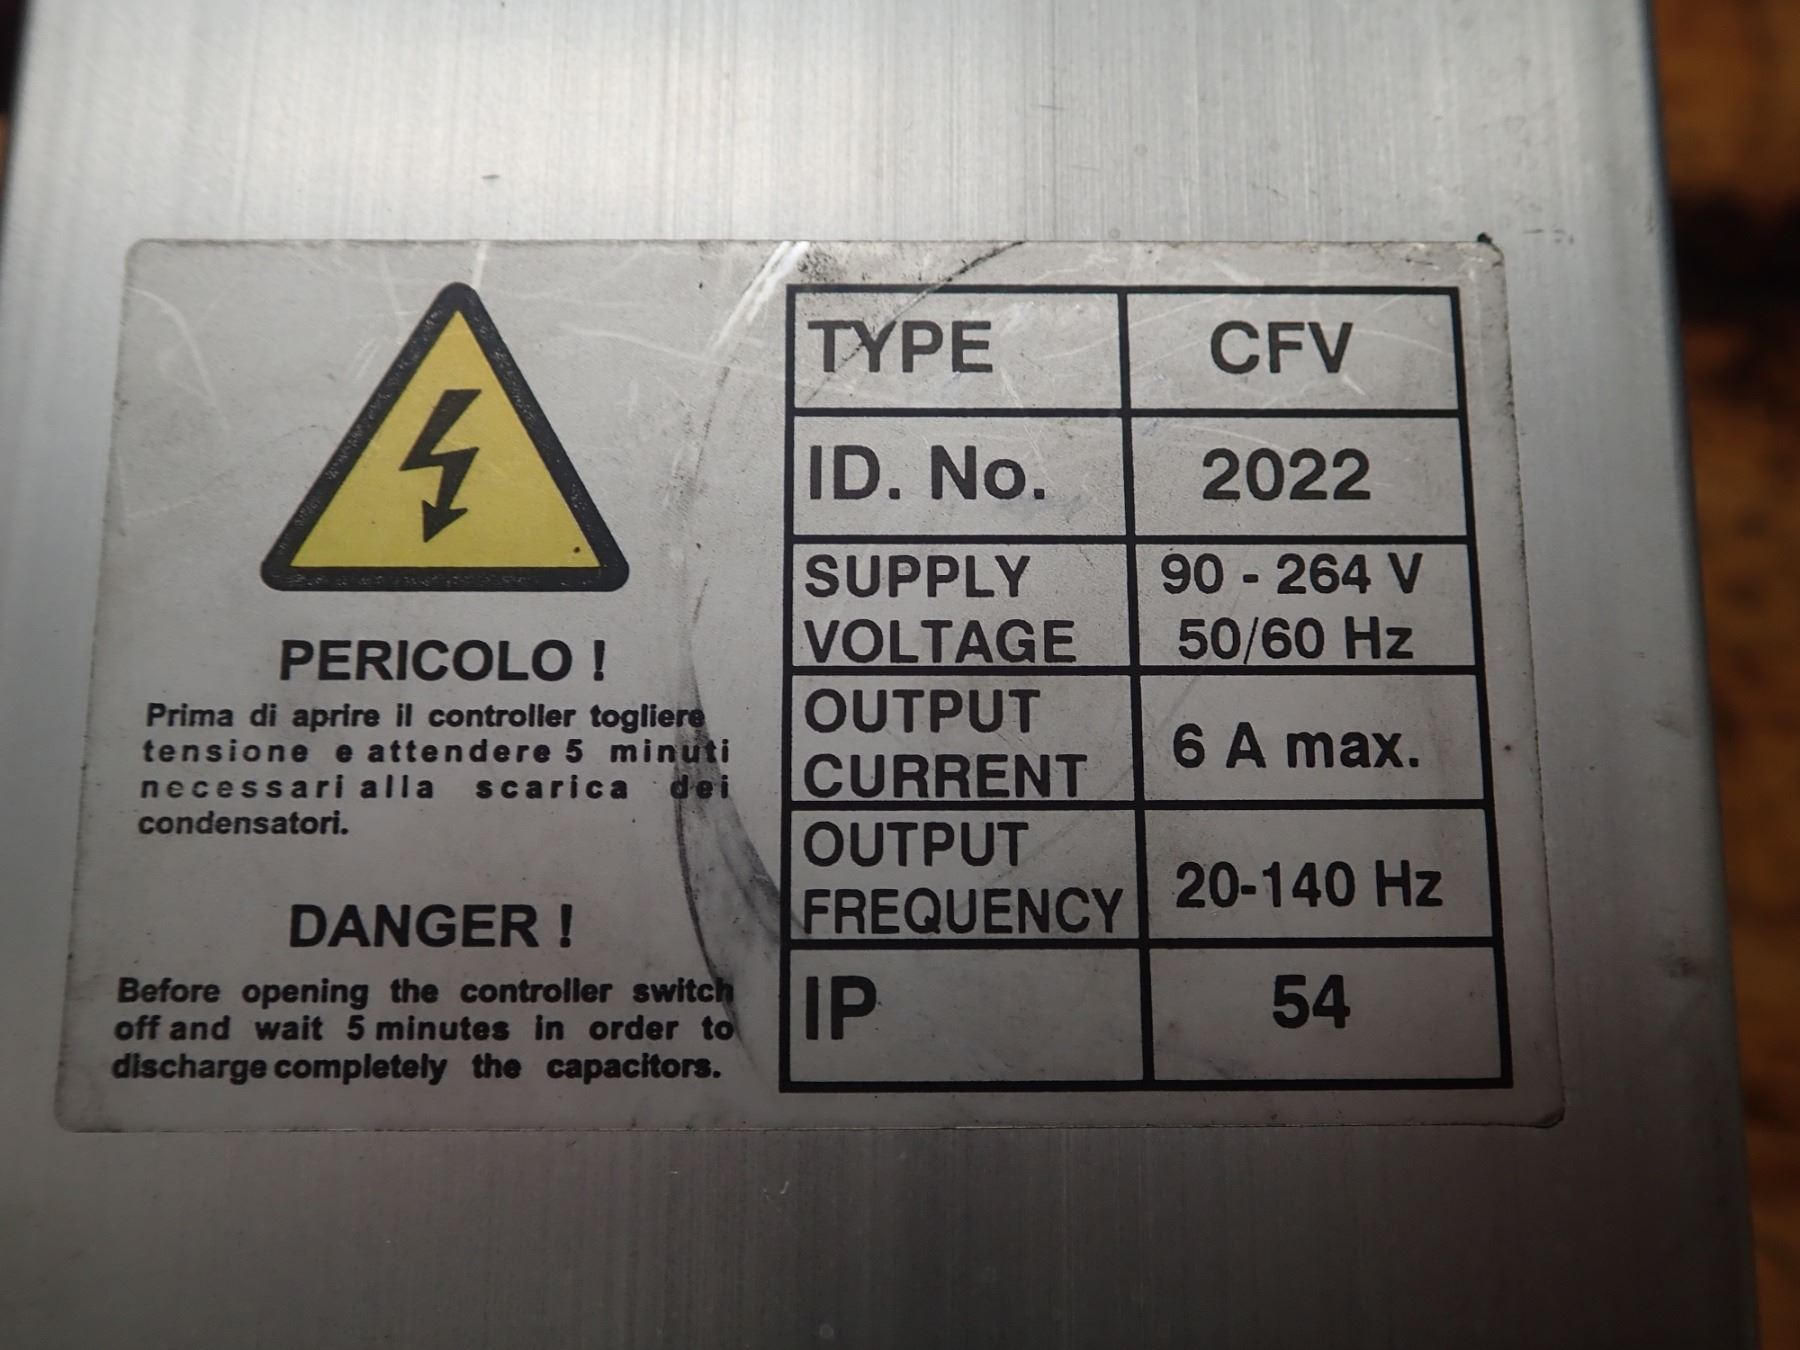 PERICOLO !
Prima di aprire il controller togliere
tensione e attendere 5 minuti
necessari alla scarica dei
condensatori.
DANGER !
Before opening the controller switch
off and wait 5 minutes in order to
discharge completely the capacitors.
TYPE CFV
ID. No. 2022
SUPPLY VOLTAGE 90 - 264 V 50/60 Hz
OUTPUT CURRENT 6 A max.
OUTPUT FREQUENCY 20-140 Hz
IP 54